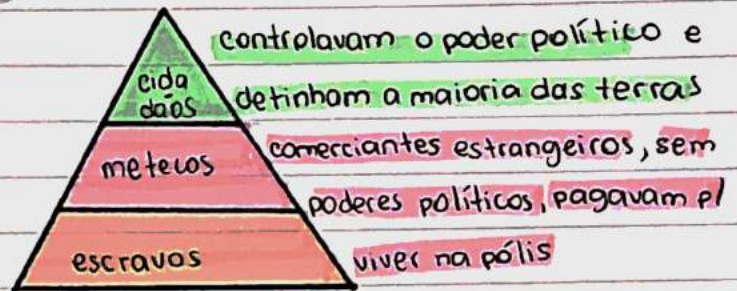 controlavam o poder político e
cida
dãos
detinham a maioria das terras
metecos
comerciantes estrangeiros, sem
poderes políticos, pagavam p/
escravos
viver na pólis